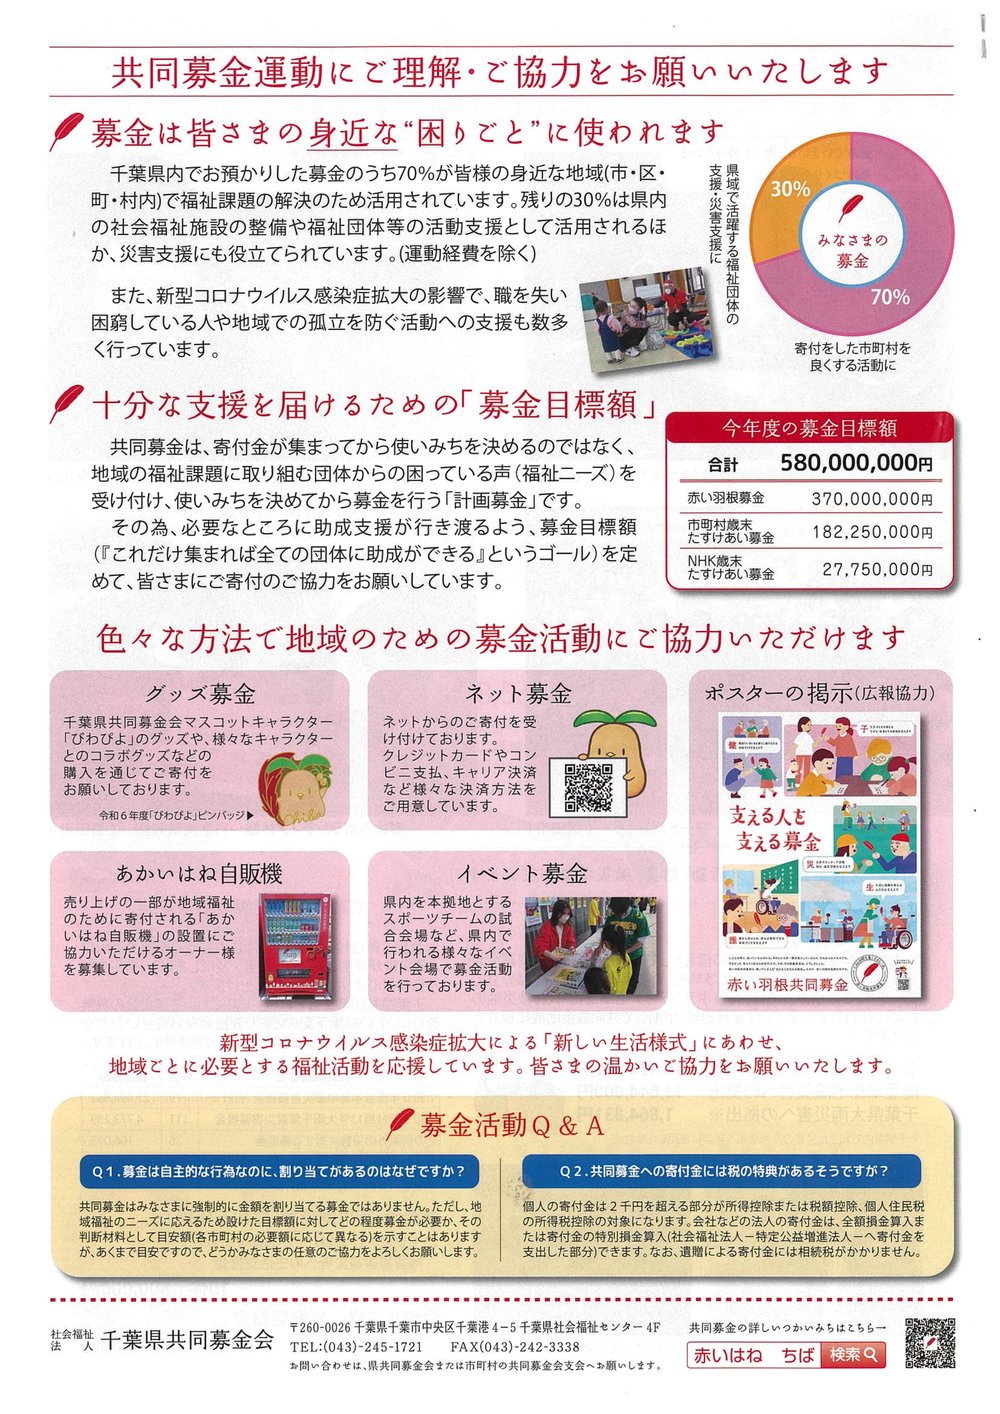 共同募金運動にご理解・ご協力をお願いいたします
募金は皆さまの身近な“困りごと”に使われます
千葉県内でお預かりした募金のうち70%が皆様の身近な地域(市・区・
町・村内)で福祉課題の解決のため活用されています。残りの30%は県内
の社会福祉施設の整備や福祉団体等の活動支援として活用されるほ
か、災害支援にも役立てられています。(運動経費を除く)
また、新型コロナウイルス感染症拡大の影響で、職を失い
困窮している人や地域での孤立を防ぐ活動への支援も数多
く行っています。
県域で活躍する福祉団体の
支援・災害支援に
30%
みなさまの
募金
70%
寄付をした市町村を
良くする活動に
十分な支援を届けるための「募金目標額」
共同募金は、寄付金が集まってから使いみちを決めるのではなく、
地域の福祉課題に取り組む団体からの困っている声(福祉ニーズ)を
受け付け、使いみちを決めてから募金を行う「計画募金」です。
その為、必要なところに助成支援が行き渡るよう、募金目標額
(『これだけ集まれば全ての団体に助成ができる』というゴール)を定
めて、皆さまにご寄付のご協力をお願いしています。
今年度の募金目標額
合計 580,000,000円
赤い羽根募金 370,000,000円
市町村歳末
たすけあい募金 182,250,000円
NHK歳末
たすけあい募金 27,750,000円
色々な方法で地域のための募金活動にご協力いただけます
グッズ募金
千葉県共同募金会マスコットキャラクター
「びわぴよ」のグッズや、様々なキャラクター
とのコラボグッズなどの
購入を通じてご寄付を
お願いしております。
令和6年度「びわぴよ」ピンバッジ▶
Chiba
ネット募金
ネットからのご寄付を受
け付けております。
クレジットカードやコン
ビニ支払、キャリア決済
など様々な決済方法を
ご用意しています。
ポスターの掲示(広報協力)
支える人を
支える募金
子
災
生
赤い羽根共同募金
あかいはね自販機
売り上げの一部が地域福祉
のために寄付される「あか
いはね自販機」の設置にご
協力いただけるオーナー様
を募集しています。
イベント募金
県内を本拠地とする
スポーツチームの試
合会場など、県内で
行われる様々なイベ
ント会場で募金活動
を行っております。
新型コロナウイルス感染症拡大による「新しい生活様式」にあわせ、
地域ごとに必要とする福祉活動を応援しています。皆さまの温かいご協力をお願いいたします。
募金活動Q&A
Q1.募金は自主的な行為なのに、割り当てがあるのはなぜですか?
共同募金はみなさまに強制的に金額を割り当てる募金ではありません。ただし、地
域福祉のニーズに応えるため設けた目標額に対してどの程度募金が必要か、その
判断材料として目安額(各市町村の必要額に応じて異なる)を示すことはあります
が、あくまで目安ですので、どうかみなさまの任意のご協力をよろしくお願いします。
Q2.共同募金への寄付金には税の特典があるそうですが?
個人の寄付金は2千円を超える部分が所得控除または税額控除、個人住民税
の所得税控除の対象になります。会社などの法人の寄付金は、全額損金算入ま
たは寄付金の特別損金算入(社会福祉法人－特定公益増進法人－へ寄付金を
支出した部分)できます。なお、遺贈による寄付金には相続税がかかりません。
社会福祉
法人 千葉県共同募金会
〒260-0026 千葉県千葉市中央区千葉港4－5 千葉県社会福祉センター 4F
TEL:(043)-245-1721 FAX(043)-242-3338
お問い合わせは、県共同募金会または市町村の共同募金会支会へお願いします。
共同募金の詳しいつかいみちはこちら→
赤いはね ちば 検索